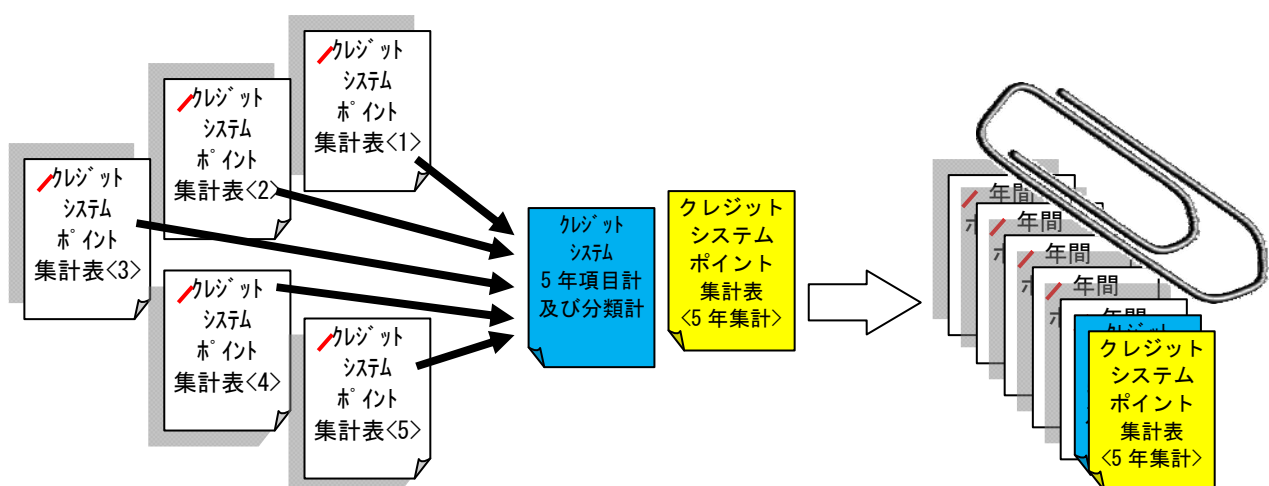 クレジット
システム
ポイント
集計表<1>
クレジット
システム
ポイント
集計表<2>
クレジット
システム
ポイント
集計表<3>
クレジット
システム
ポイント
集計表<4>
クレジット
システム
ポイント
集計表<5>
クレジット
システム
5年項目計
及び分類計
クレジット
システム
ポイント
集計表
<5年集計>
年間
年間
年間
年間
クレジット
システム
ポイント
集計表
<5年集計>